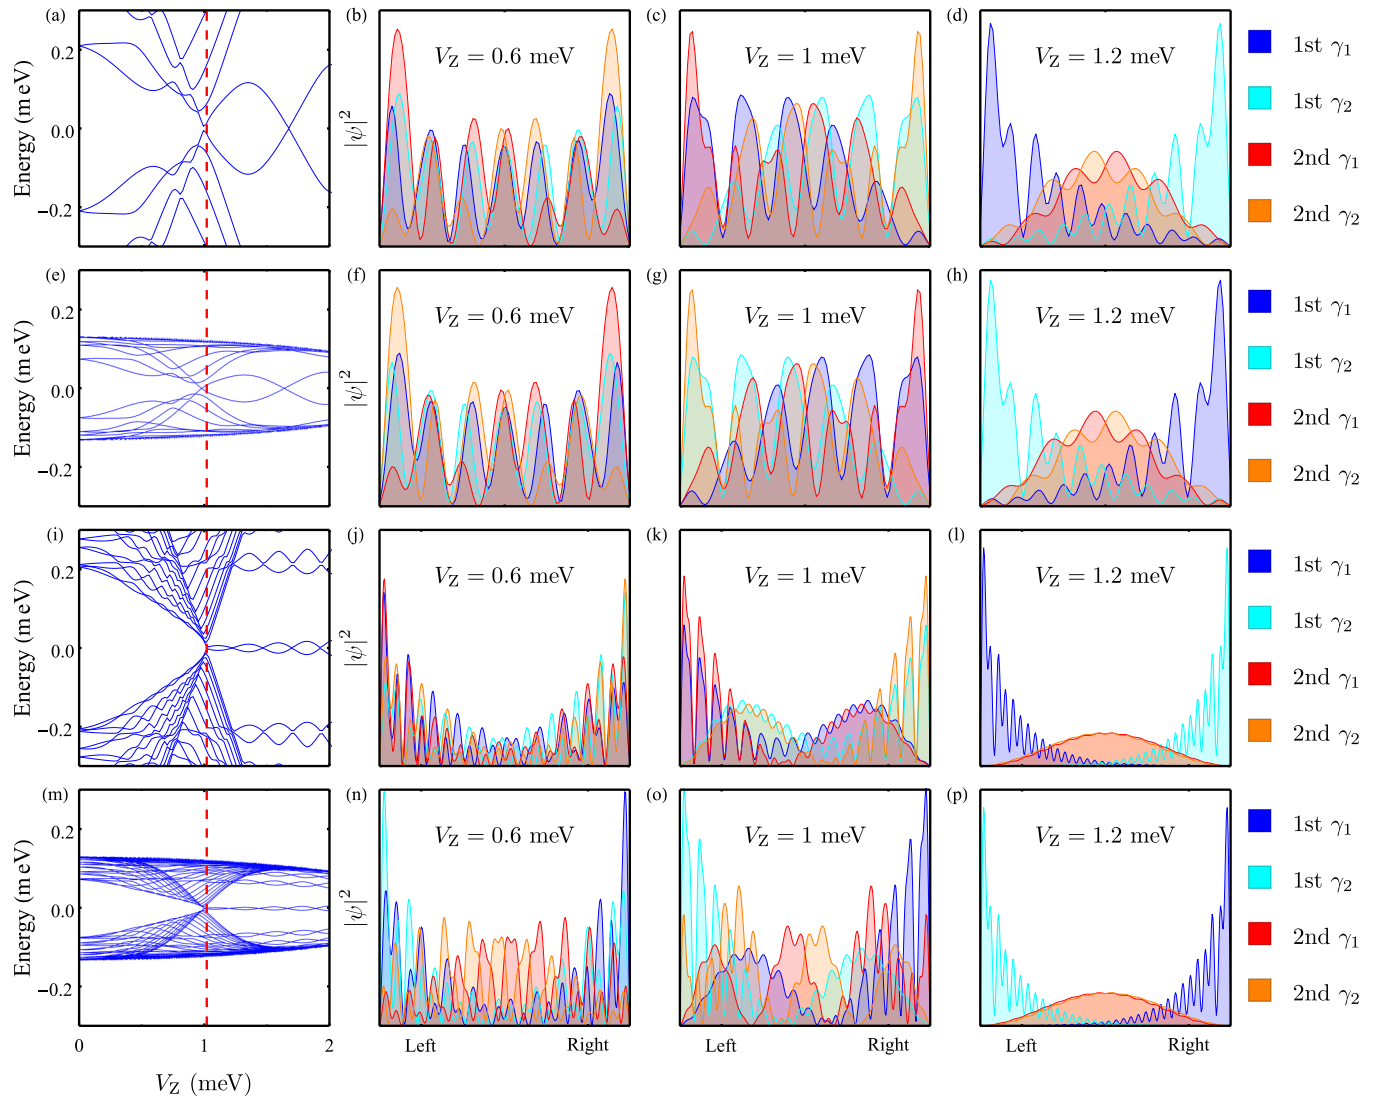 (a)
Energy (meV)
0.2
0.0
−0.2
(b)
|ψ|²
V_Z = 0.6 meV
(c)
V_Z = 1 meV
(d)
V_Z = 1.2 meV
1st γ₁
1st γ₂
2nd γ₁
2nd γ₂
(e)
Energy (meV)
0.2
0.0
−0.2
(f)
|ψ|²
V_Z = 0.6 meV
(g)
V_Z = 1 meV
(h)
V_Z = 1.2 meV
1st γ₁
1st γ₂
2nd γ₁
2nd γ₂
(i)
Energy (meV)
0.2
0.0
−0.2
(j)
|ψ|²
V_Z = 0.6 meV
(k)
V_Z = 1 meV
(l)
V_Z = 1.2 meV
1st γ₁
1st γ₂
2nd γ₁
2nd γ₂
(m)
Energy (meV)
0.2
0.0
−0.2
0 1 2
V_Z (meV)
(n)
|ψ|²
V_Z = 0.6 meV
Left Right
(o)
V_Z = 1 meV
Left Right
(p)
V_Z = 1.2 meV
Left Right
1st γ₁
1st γ₂
2nd γ₁
2nd γ₂